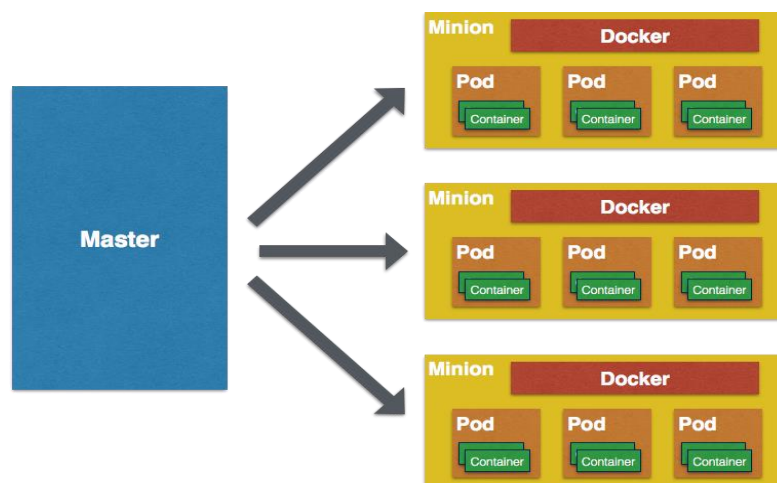 Master
Minion
Docker
Pod Pod Pod
Container Container Container
Minion
Docker
Pod Pod Pod
Container Container Container
Minion
Docker
Pod Pod Pod
Container Container Container